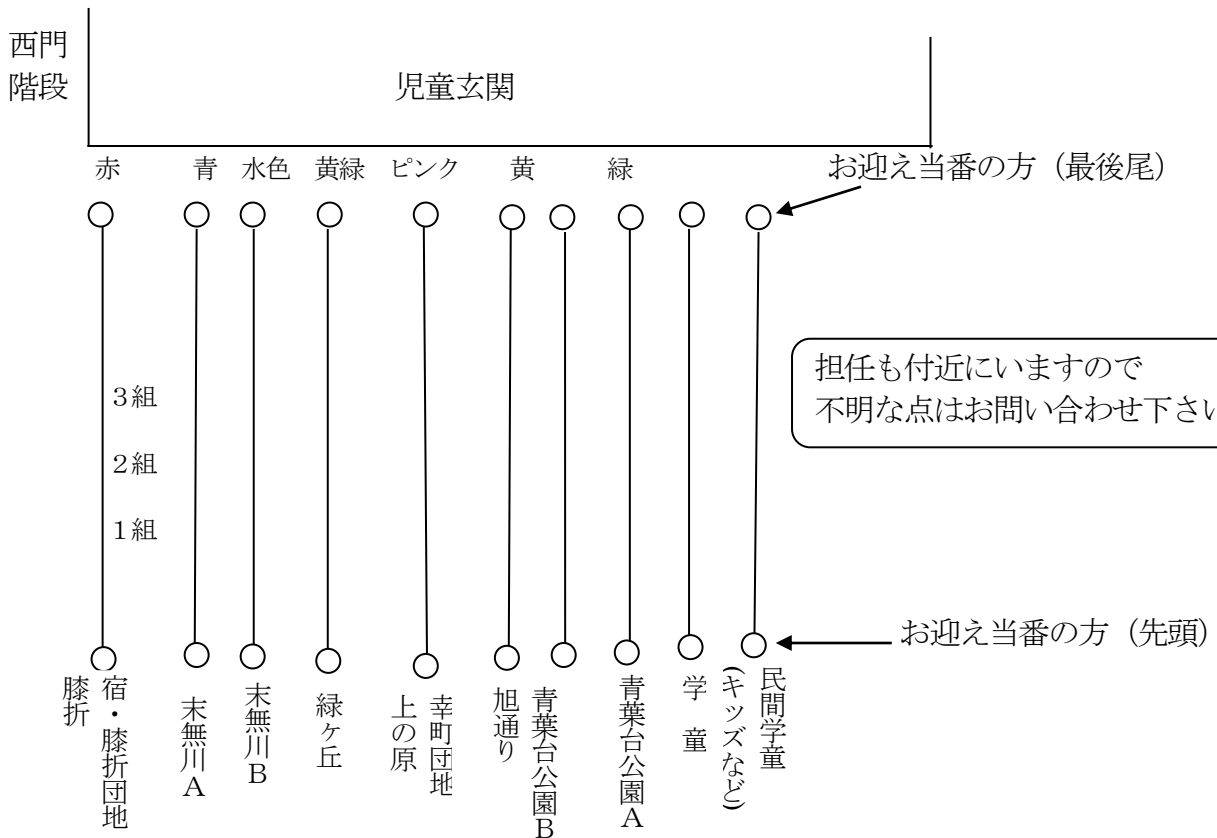 西門
階段
児童玄関
赤
青
水色
黄緑
ピンク
黄
緑
お迎え当番の方（最後尾）
担任も付近にいますので
不明な点はお問い合わせ下さい
３組
２組
１組
お迎え当番の方（先頭）
宿・膝折団地
膝折
末無川Ａ
末無川Ｂ
緑ヶ丘
幸町団地
上の原
旭通り
青葉台公園Ｂ
青葉台公園Ａ
学　童
民間学童
(キッズなど)